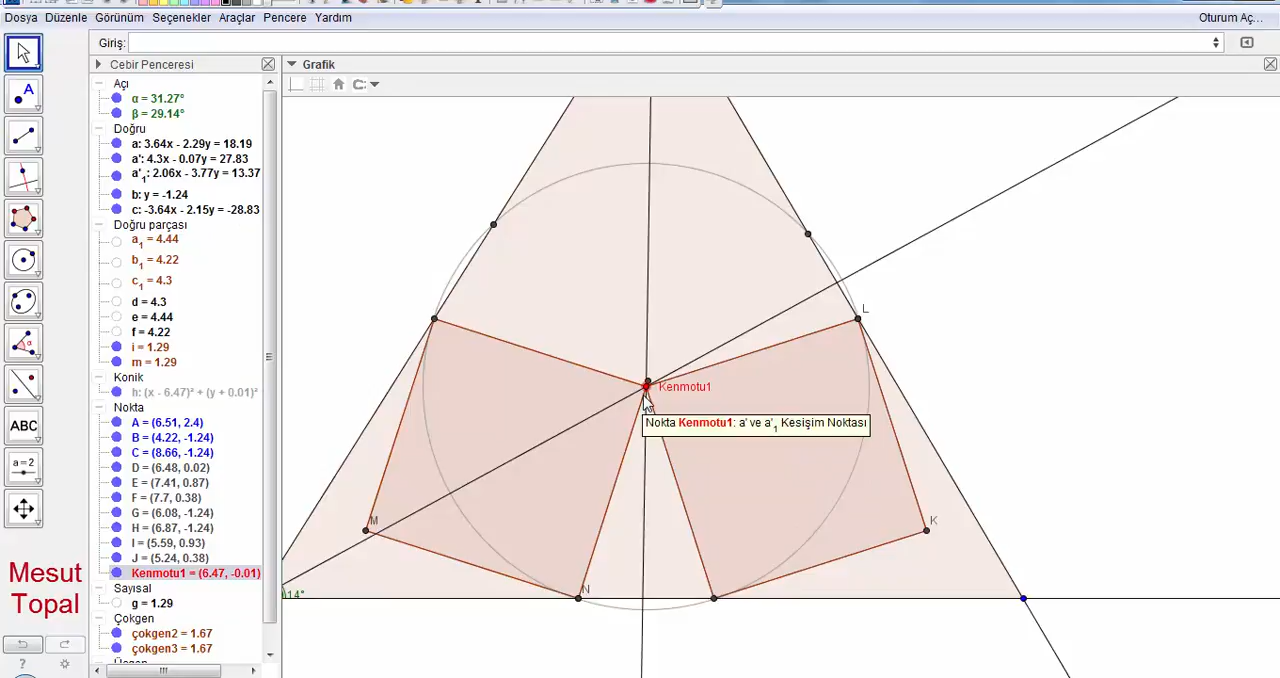 Dosya Düzenle Görünüm Seçenekler Araçlar Pencere Yardım Oturum Aç...
Giriş:
Cebir Penceresi Grafik
Açı
α = 31.27°
β = 29.14°
Doğru
a: 3.64x - 2.29y = 18.19
a': 4.3x - 0.07y = 27.83
a'₁: 2.06x - 3.77y = 13.37
b: y = -1.24
c: -3.64x - 2.15y = -28.83
Doğru parçası
a₁ = 4.44
b₁ = 4.22
c₁ = 4.3
d = 4.3
e = 4.44
f = 4.22
i = 1.29
m = 1.29
Konik
h: (x - 6.47)² + (y + 0.01)²
Nokta
A = (6.51, 2.4)
B = (4.22, -1.24)
C = (8.66, -1.24)
D = (6.48, 0.02)
E = (7.41, 0.87)
F = (7.7, 0.38)
G = (6.08, -1.24)
H = (6.87, -1.24)
I = (5.59, 0.93)
J = (5.24, 0.38)
Kenmotu1 = (6.47, -0.01)
Sayısal
g = 1.29
Çokgen
çokgen2 = 1.67
çokgen3 = 1.67
ABC
a=2
Mesut
Topal
L
Kenmotu1
Nokta Kenmotu1: a' ve a'₁ Kesişim Noktası
M
K
N
14°